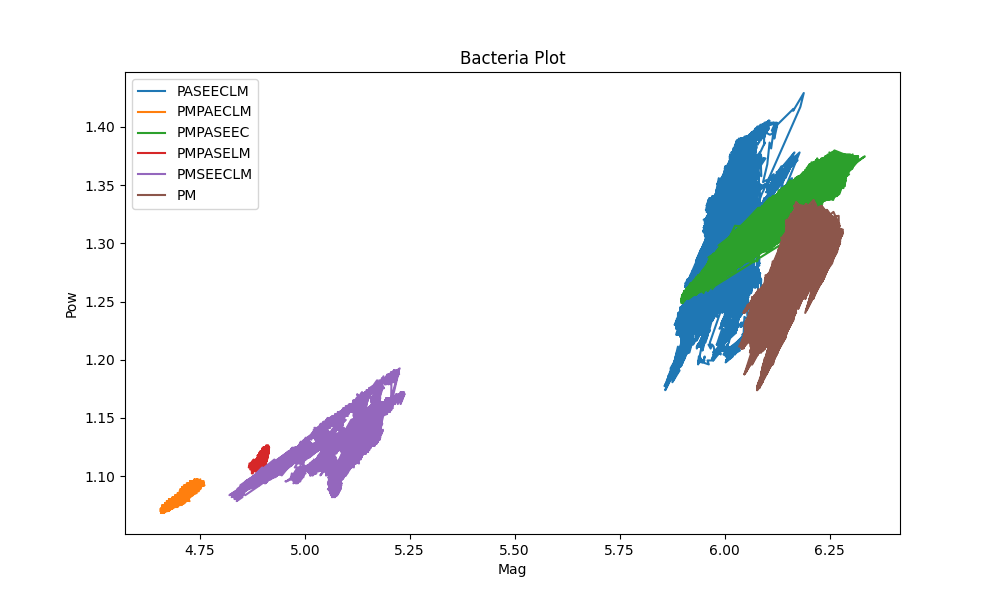 Bacteria Plot
PASEECLM
PMPAECLM
PMPASEEC
PMPASELM
PMSEECLM
PM
Pow
1.40
1.35
1.30
1.25
1.20
1.15
1.10
4.75 5.00 5.25 5.50 5.75 6.00 6.25
Mag